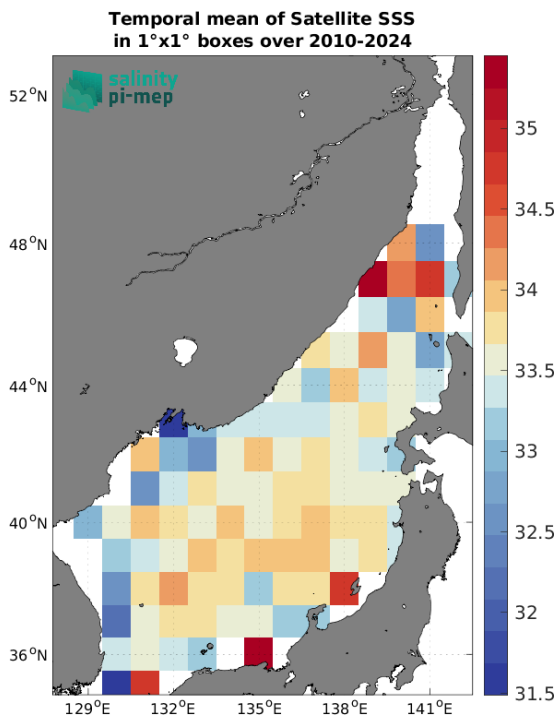 Temporal mean of Satellite SSS
in 1°x1° boxes over 2010-2024
salinity
pi-mep
52°N
48°N
44°N
40°N
36°N
129°E
132°E
135°E
138°E
141°E
35
34.5
34
33.5
33
32.5
32
31.5